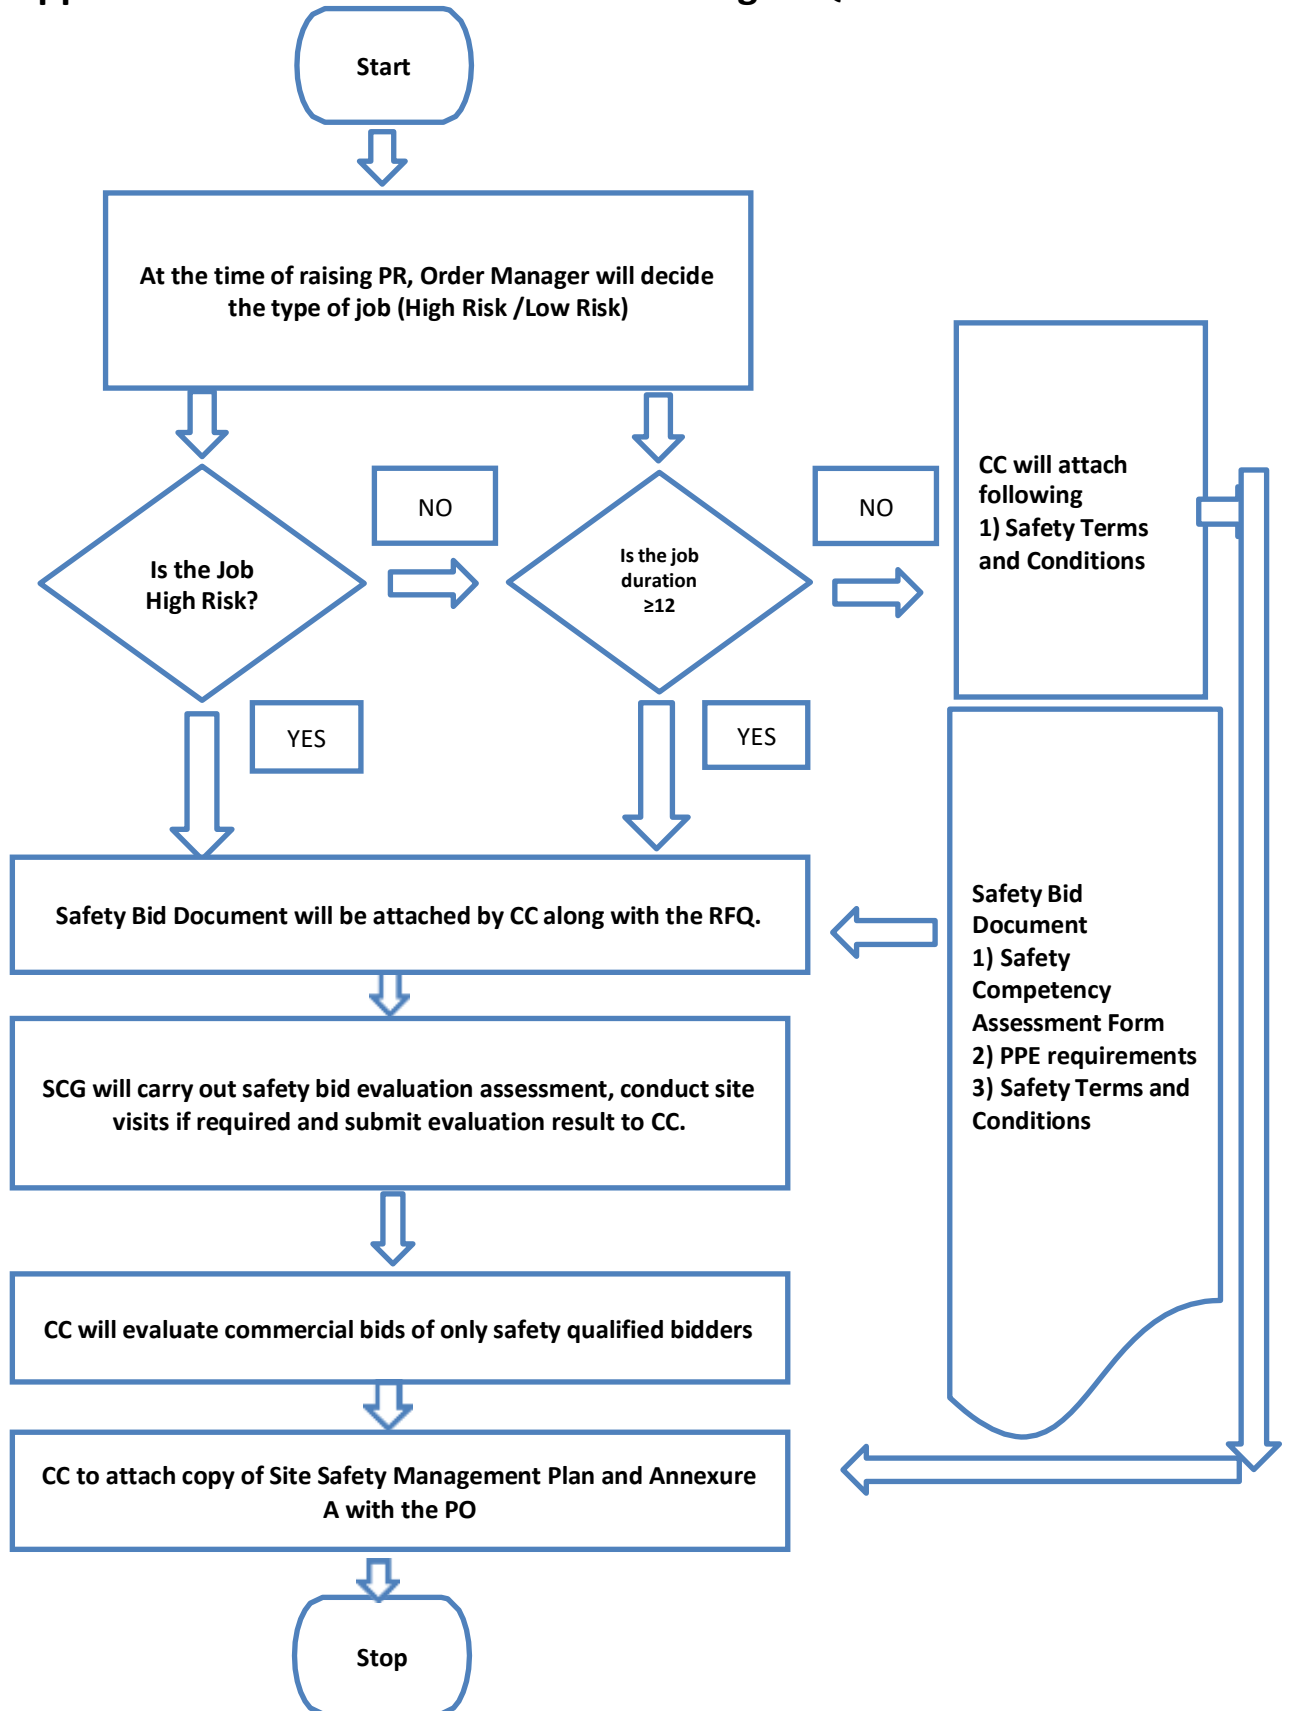 Start
At the time of raising PR, Order Manager will decide
the type of job (High Risk /Low Risk)
CC will attach
following
1) Safety Terms
and Conditions
NO
NO
Is the Job
High Risk?
Is the job
duration
≥12
YES
YES
Safety Bid Document will be attached by CC along with the RFQ.
Safety Bid
Document
1) Safety
Competency
Assessment Form
2) PPE requirements
3) Safety Terms and
Conditions
SCG will carry out safety bid evaluation assessment, conduct site
visits if required and submit evaluation result to CC.
CC will evaluate commercial bids of only safety qualified bidders
CC to attach copy of Site Safety Management Plan and Annexure
A with the PO
Stop